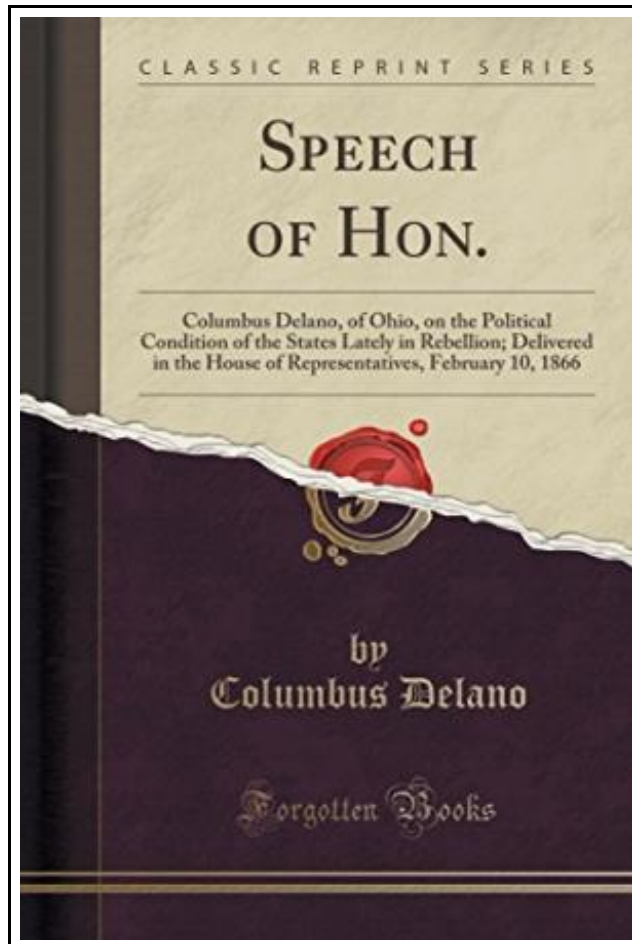 CLASSIC REPRINT SERIES
SPEECH
OF HON.
Columbus Delano, of Ohio, on the Political
Condition of the States Lately in Rebellion; Delivered
in the House of Representatives, February 10, 1866
by
Columbus Delano
Forgotten Books